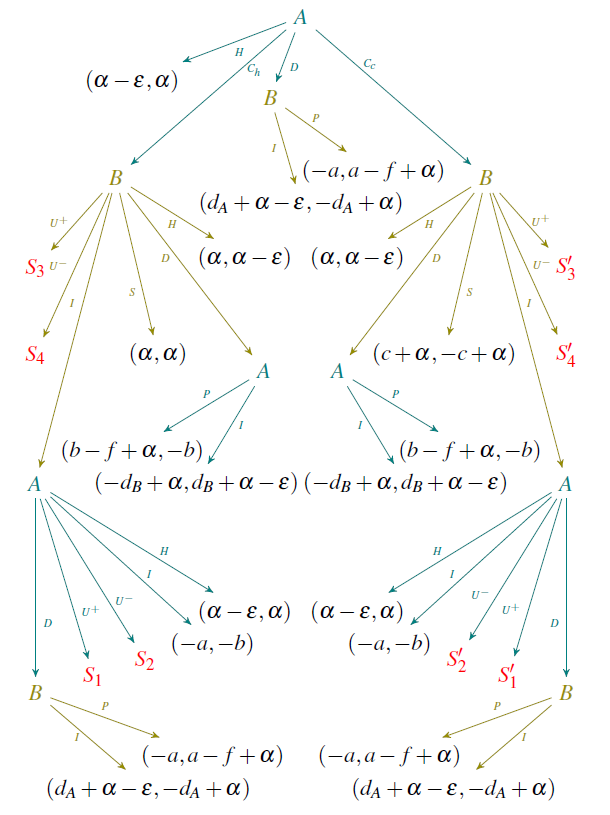 A
H
C_h
D
C_c
(α − ε, α)
B
P
I
(−a, a − f + α)
B
B
(d_A + α − ε, −d_A + α)
U+
H
H
U+
S_3
U−
D
(α, α − ε)
(α, α − ε)
D
U−
S′_3
I
S
S
I
S_4
(α, α)
(c + α, −c + α)
S′_4
A
A
P
P
I
I
(b − f + α, −b)
(b − f + α, −b)
A
(−d_B + α, d_B + α − ε)
(−d_B + α, d_B + α − ε)
A
H
H
I
I
U−
U−
D
U+
(α − ε, α)
(α − ε, α)
U+
D
(−a, −b)
(−a, −b)
S_1
S_2
S′_2
S′_1
B
B
P
P
I
I
(−a, a − f + α)
(−a, a − f + α)
(d_A + α − ε, −d_A + α)
(d_A + α − ε, −d_A + α)